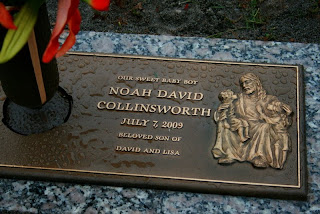 OUR SWEET BABY BOY
NOAH DAVID
COLLINSWORTH
JULY 7, 2009
BELOVED SON OF
DAVID AND LISA